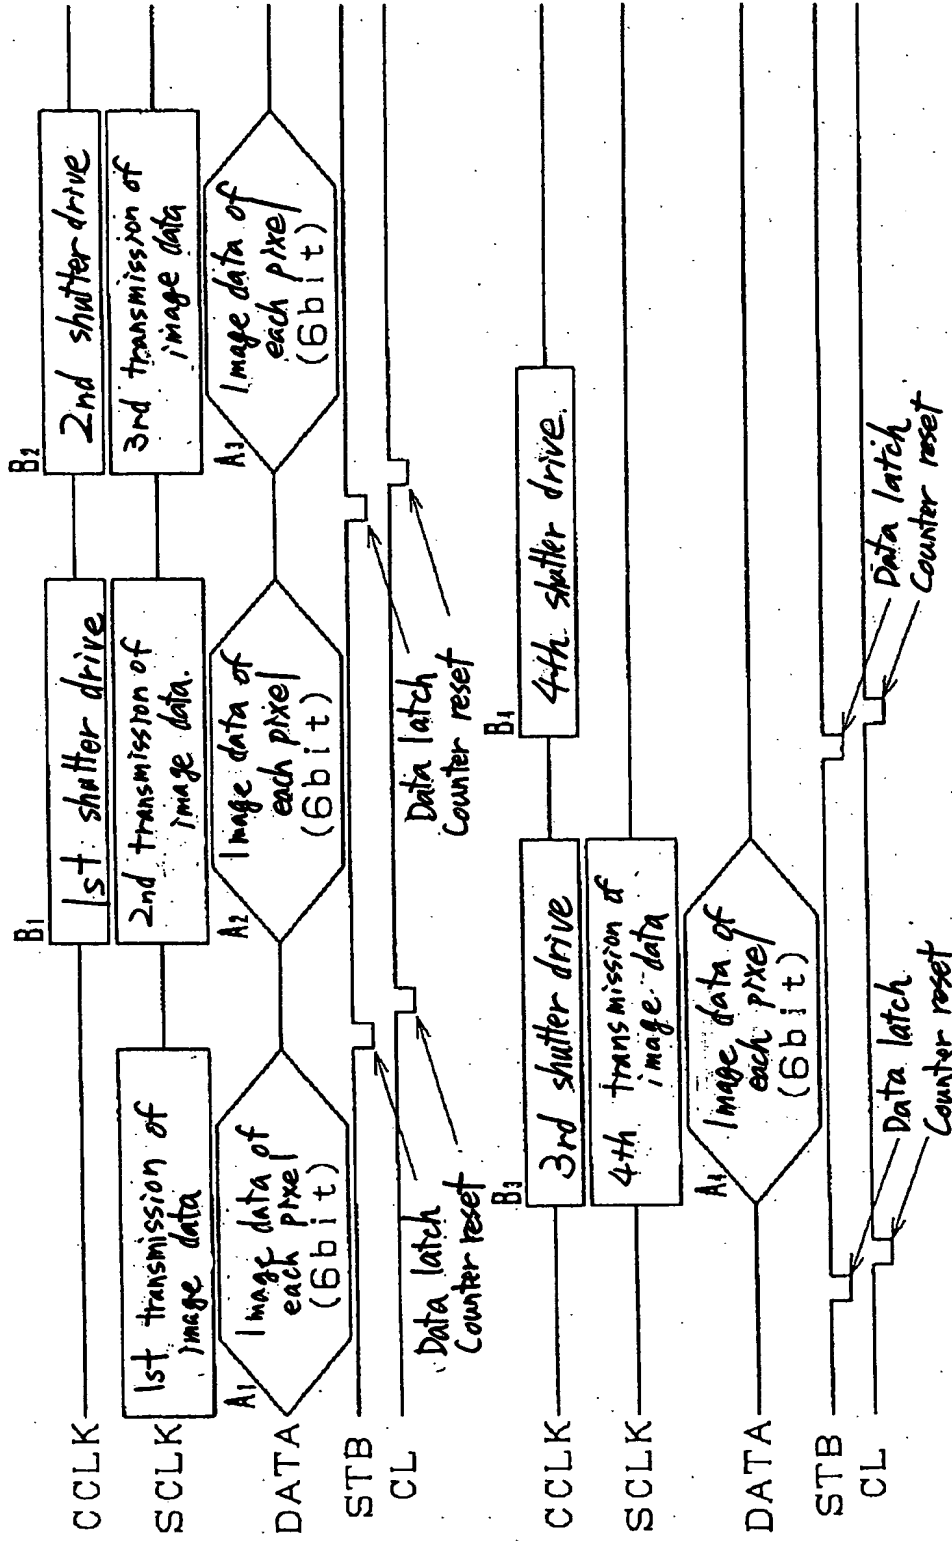 CCLK
B1
1st shutter drive
B2
2nd shutter drive
SCLK
1st transmission of
image data
2nd transmission of
image data.
3rd transmission of
image data
DATA
A1
Image data of
each pixel
(6bit)
A2
Image data of
each pixel
(6bit)
A3
Image data of
each pixel
(6bit)
STB
CL
Data latch
Counter reset
Data latch
Counter reset
CCLK
B3
3rd shutter drive
B4
4th shutter drive.
SCLK
4th transmission of
image data
DATA
A4
Image data of
each pixel
(6bit)
STB
CL
Data latch
Counter reset
Data latch
Counter reset